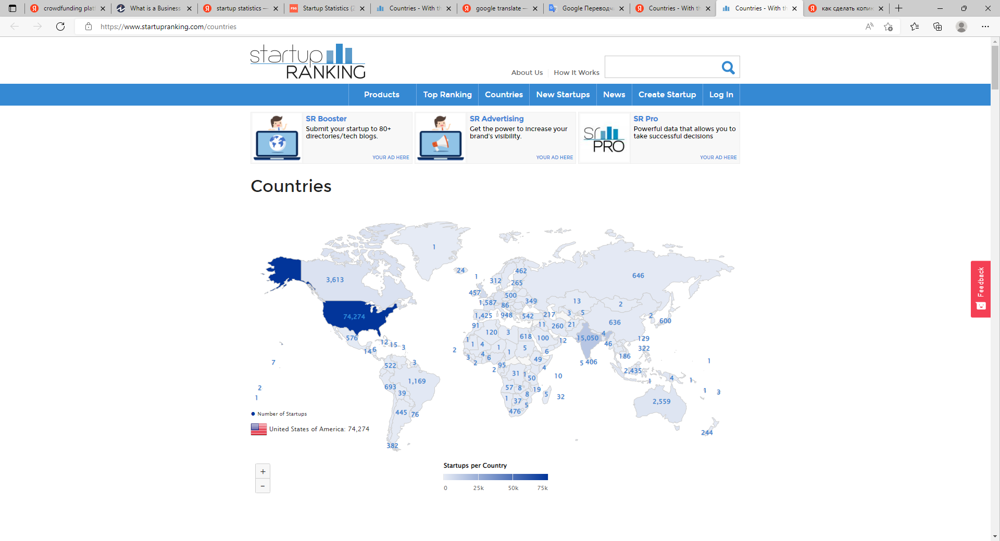 crowdfunding plat
What is a Business
startup statistics —
FSG
Startup Statistics (2
Countries - With th
google translate —
Google Переводч
Countries - With th
Countries - With th
как сделать копи
https://www.startupranking.com/countries
startup
RANKING
About Us
How It Works
Products
Top Ranking
Countries
New Startups
News
Create Startup
Log In
SR Booster
Submit your startup to 80+
directories/tech blogs.
YOUR AD HERE
SR Advertising
Get the power to increase your
brand's visibility.
YOUR AD HERE
sr
PRO
SR Pro
Powerful data that allows you to
take successful decisions
YOUR AD HERE
Countries
1
24
1
462
646
3,613
312
265
457
500
1,587
86
349
13
2
74,274
1,425
948
542
217
3
5
2
600
91
11
260
21
636
576
120
3
618
100
12
15,050
4
46
129
322
12
15
3
14
6
2
1
1
4
1
1
5
6
186
7
522
3
3
2
4
6
95
2
49
4
5
406
1
693
1,169
31
1
50
10
2,435
1
4
1
2
1
39
57
8
19
8
5
32
1
3
1
37
5
2,559
445
76
476
244
382
Number of Startups
United States of America: 74,274
Startups per Country
0
25k
50k
75k
+
−
Feedback